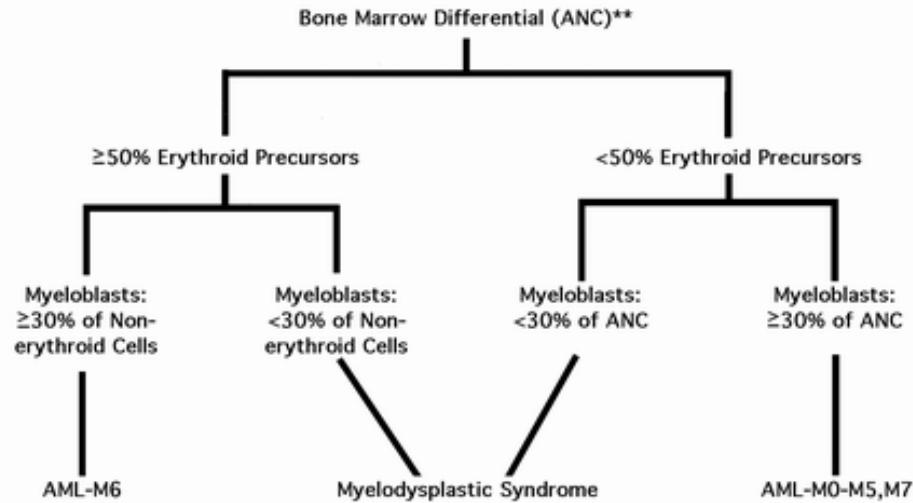 Bone Marrow Differential (ANC)**
≥50% Erythroid Precursors
<50% Erythroid Precursors
Myeloblasts:
≥30% of Non-
erythroid Cells
Myeloblasts:
<30% of Non-
erythroid Cells
Myeloblasts:
<30% of ANC
Myeloblasts:
≥30% of ANC
AML-M6
Myelodysplastic Syndrome
AML-M0-M5,M7